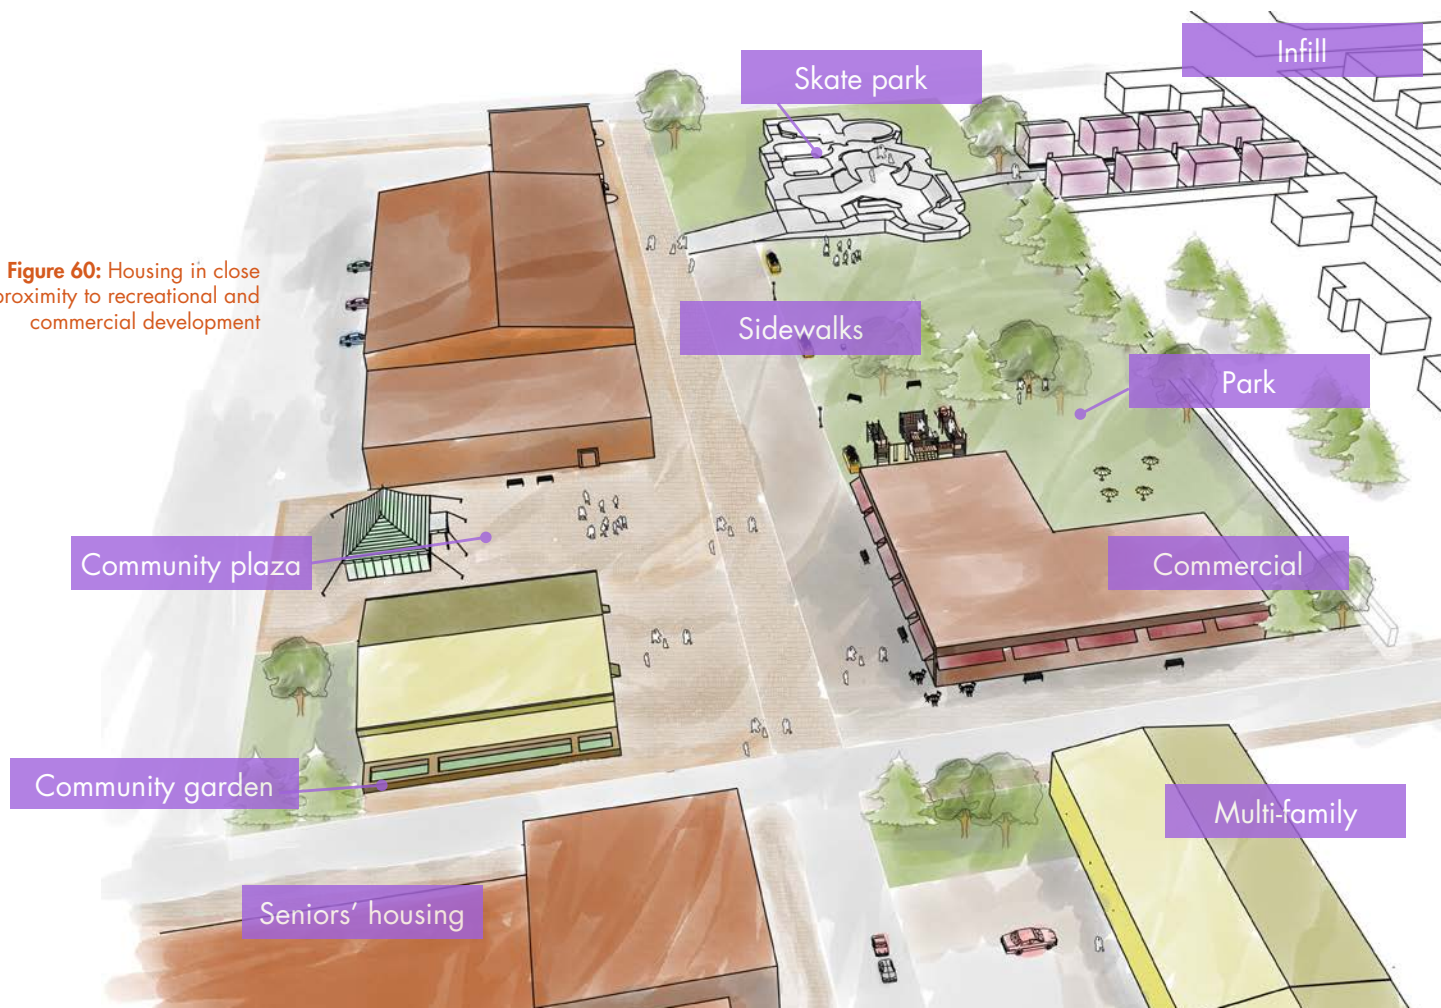 Infill
Skate park
Figure 60: Housing in close
proximity to recreational and
commercial development
Sidewalks
Park
Community plaza
Commercial
Community garden
Multi-family
Seniors’ housing